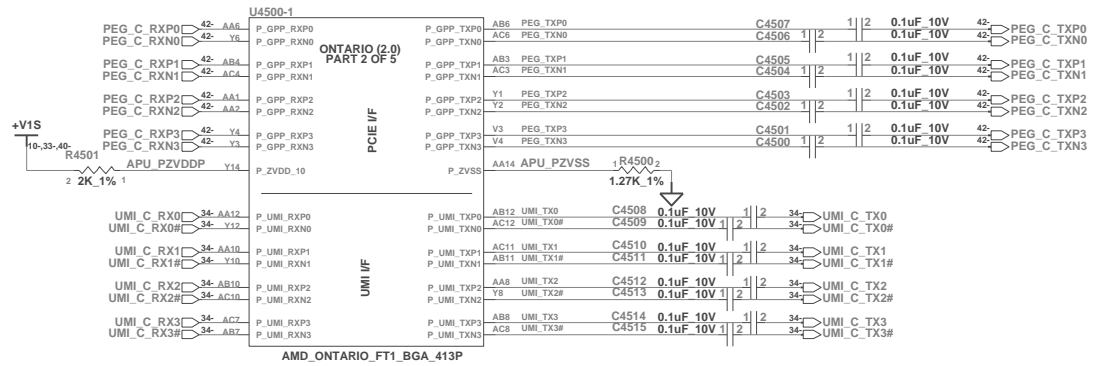 U4500-1
PEG_C_RXP0 42- AA6 P_GPP_RXP0 P_GPP_TXP0 AB6 PEG_TXP0 C4507 1 2 0.1uF_10V 42- PEG_C_TXP0
PEG_C_RXN0 42- Y6 P_GPP_RXN0 P_GPP_TXN0 AC6 PEG_TXN0 C4506 1 2 42- PEG_C_TXN0
ONTARIO (2.0)
PART 2 OF 5
PEG_C_RXP1 42- AB4 P_GPP_RXP1 P_GPP_TXP1 AB3 PEG_TXP1 C4505 1 2 0.1uF_10V 42- PEG_C_TXP1
PEG_C_RXN1 42- AC4 P_GPP_RXN1 P_GPP_TXN1 AC3 PEG_TXN1 C4504 1 2 42- PEG_C_TXN1
PEG_C_RXP2 42- AA1 P_GPP_RXP2 P_GPP_TXP2 Y1 PEG_TXP2 C4503 1 2 0.1uF_10V 42- PEG_C_TXP2
PEG_C_RXN2 42- AA2 P_GPP_RXN2 P_GPP_TXN2 Y2 PEG_TXN2 C4502 1 2 42- PEG_C_TXN2
PCIE I/F
+V1S
PEG_C_RXP3 42- Y4 P_GPP_RXP3 P_GPP_TXP3 V3 PEG_TXP3 C4501 1 2 0.1uF_10V 42- PEG_C_TXP3
PEG_C_RXN3 42- Y3 P_GPP_RXN3 P_GPP_TXN3 V4 PEG_TXN3 C4500 1 2 42- PEG_C_TXN3
10-,33-,40-
R4501 APU_PZVDDP Y14 P_ZVDD_10 P_ZVSS AA14 APU_PZVSS 1 R4500 2
2 2K_1% 1 1.27K_1%
UMI_C_RX0 34- AA12 P_UMI_RXP0 P_UMI_TXP0 AB12 UMI_TX0 C4508 0.1uF_10V 1 2 34- UMI_C_TX0
UMI_C_RX0# 34- Y12 P_UMI_RXN0 P_UMI_TXN0 AC12 UMI_TX0# C4509 0.1uF_10V 1 2 34- UMI_C_TX0#
UMI_C_RX1 34- AA10 P_UMI_RXP1 P_UMI_TXP1 AC11 UMI_TX1 C4510 0.1uF_10V 1 2 34- UMI_C_TX1
UMI_C_RX1# 34- Y10 P_UMI_RXN1 P_UMI_TXN1 AB11 UMI_TX1# C4511 0.1uF_10V 1 2 34- UMI_C_TX1#
UMI I/F
UMI_C_RX2 34- AB10 P_UMI_RXP2 P_UMI_TXP2 AA8 UMI_TX2 C4512 0.1uF_10V 1 2 34- UMI_C_TX2
UMI_C_RX2# 34- AC10 P_UMI_RXN2 P_UMI_TXN2 Y8 UMI_TX2# C4513 0.1uF_10V 1 2 34- UMI_C_TX2#
UMI_C_RX3 34- AC7 P_UMI_RXP3 P_UMI_TXP3 AB8 UMI_TX3 C4514 0.1uF_10V 1 2 34- UMI_C_TX3
UMI_C_RX3# 34- AB7 P_UMI_RXN3 P_UMI_TXN3 AC8 UMI_TX3# C4515 0.1uF_10V 1 2 34- UMI_C_TX3#
AMD_ONTARIO_FT1_BGA_413P